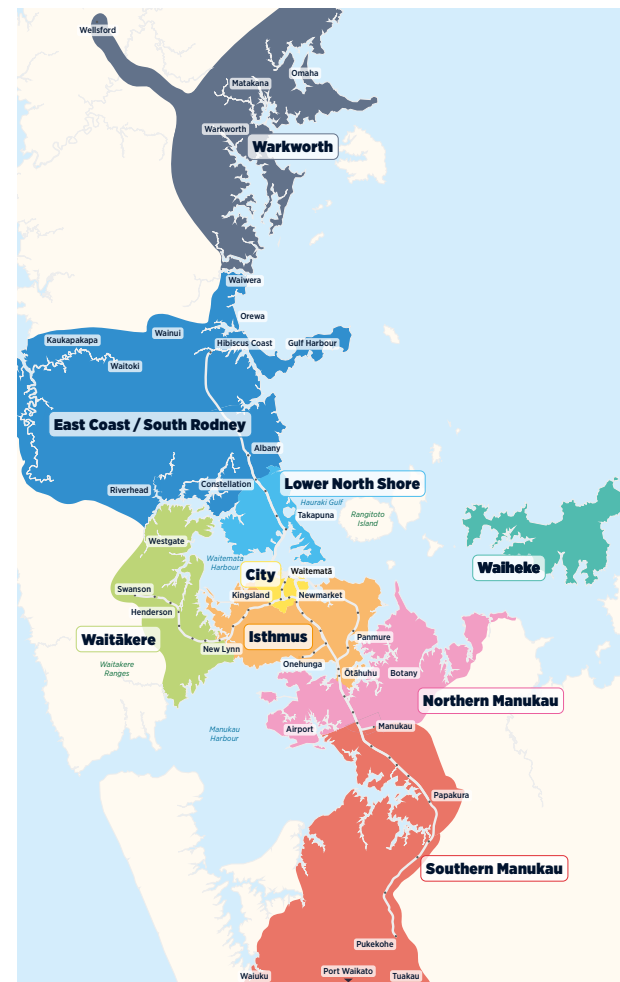 Wellsford
Omaha
Matakana
Warkworth
Warkworth
Waiwera
Orewa
Wainui
Kaukapakapa
Hibiscus Coast
Gulf Harbour
Waitoki
East Coast / South Rodney
Albany
Constellation
Lower North Shore
Riverhead
Hauraki Gulf
Takapuna
Rangitoto
Island
Westgate
Waitemata
Harbour
Waiheke
City
Waitematā
Swanson
Kingsland
Newmarket
Henderson
Waitākere
Isthmus
Panmure
New Lynn
Waitakere
Ranges
Onehunga
Ōtāhuhu
Botany
Northern Manukau
Manukau
Harbour
Airport
Manukau
Papakura
Southern Manukau
Pukekohe
Waiuku
Port Waikato
Tuakau